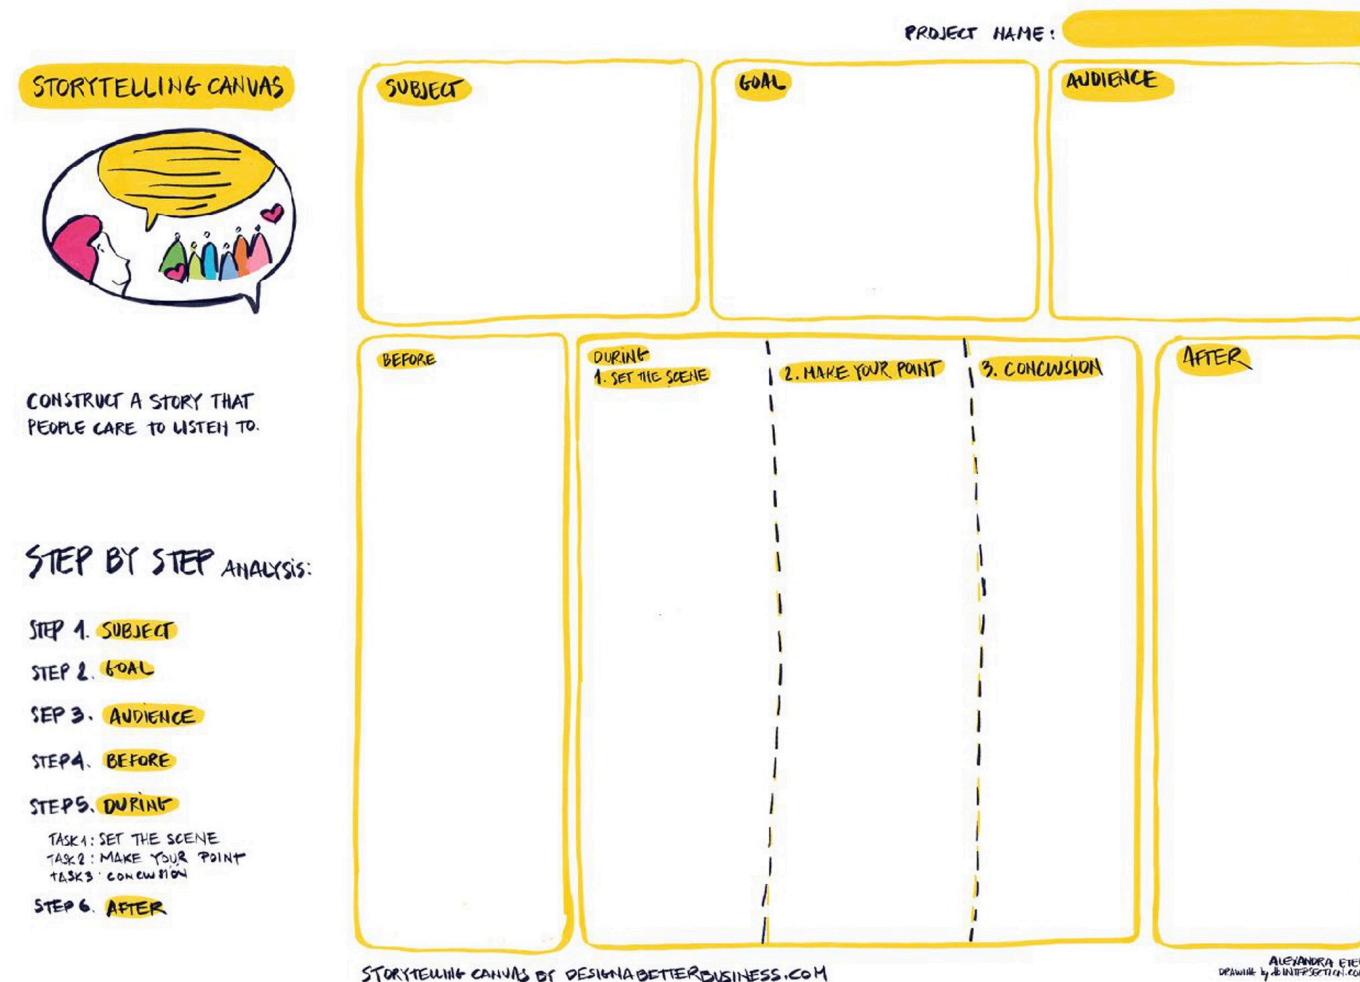 PROJECT NAME:
STORYTELLING CANVAS
SUBJECT
GOAL
AUDIENCE
BEFORE
DURING
1. SET THE SCENE
2. MAKE YOUR POINT
3. CONCLUSION
AFTER
CONSTRUCT A STORY THAT
PEOPLE CARE TO LISTEN TO.
STEP BY STEP ANALYSIS:
STEP 1. SUBJECT
STEP 2. GOAL
SEP 3. AUDIENCE
STEP 4. BEFORE
STEP 5. DURING
TASK 1: SET THE SCENE
TASK 2: MAKE YOUR POINT
TASK 3: CONCLUSION
STEP 6. AFTER
STORYTELLING CANVAS BY DESIGNABETTERBUSINESS.COM
ALEXANDRA
DRAWING by